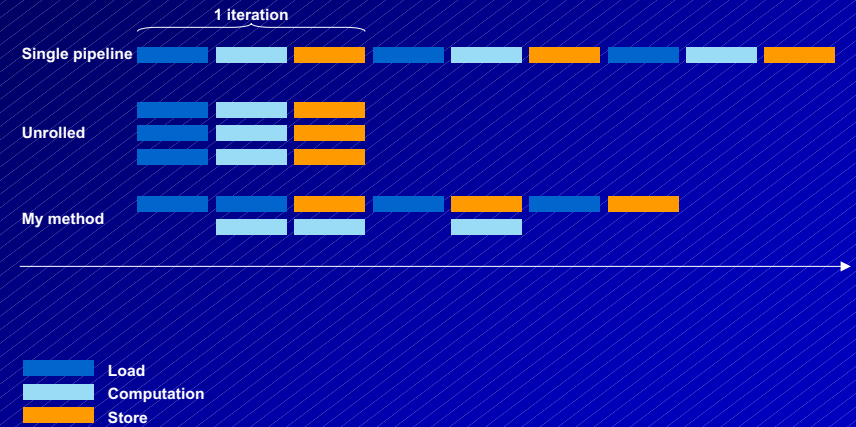 1 iteration
Single pipeline
Unrolled
My method
Load
Computation
Store